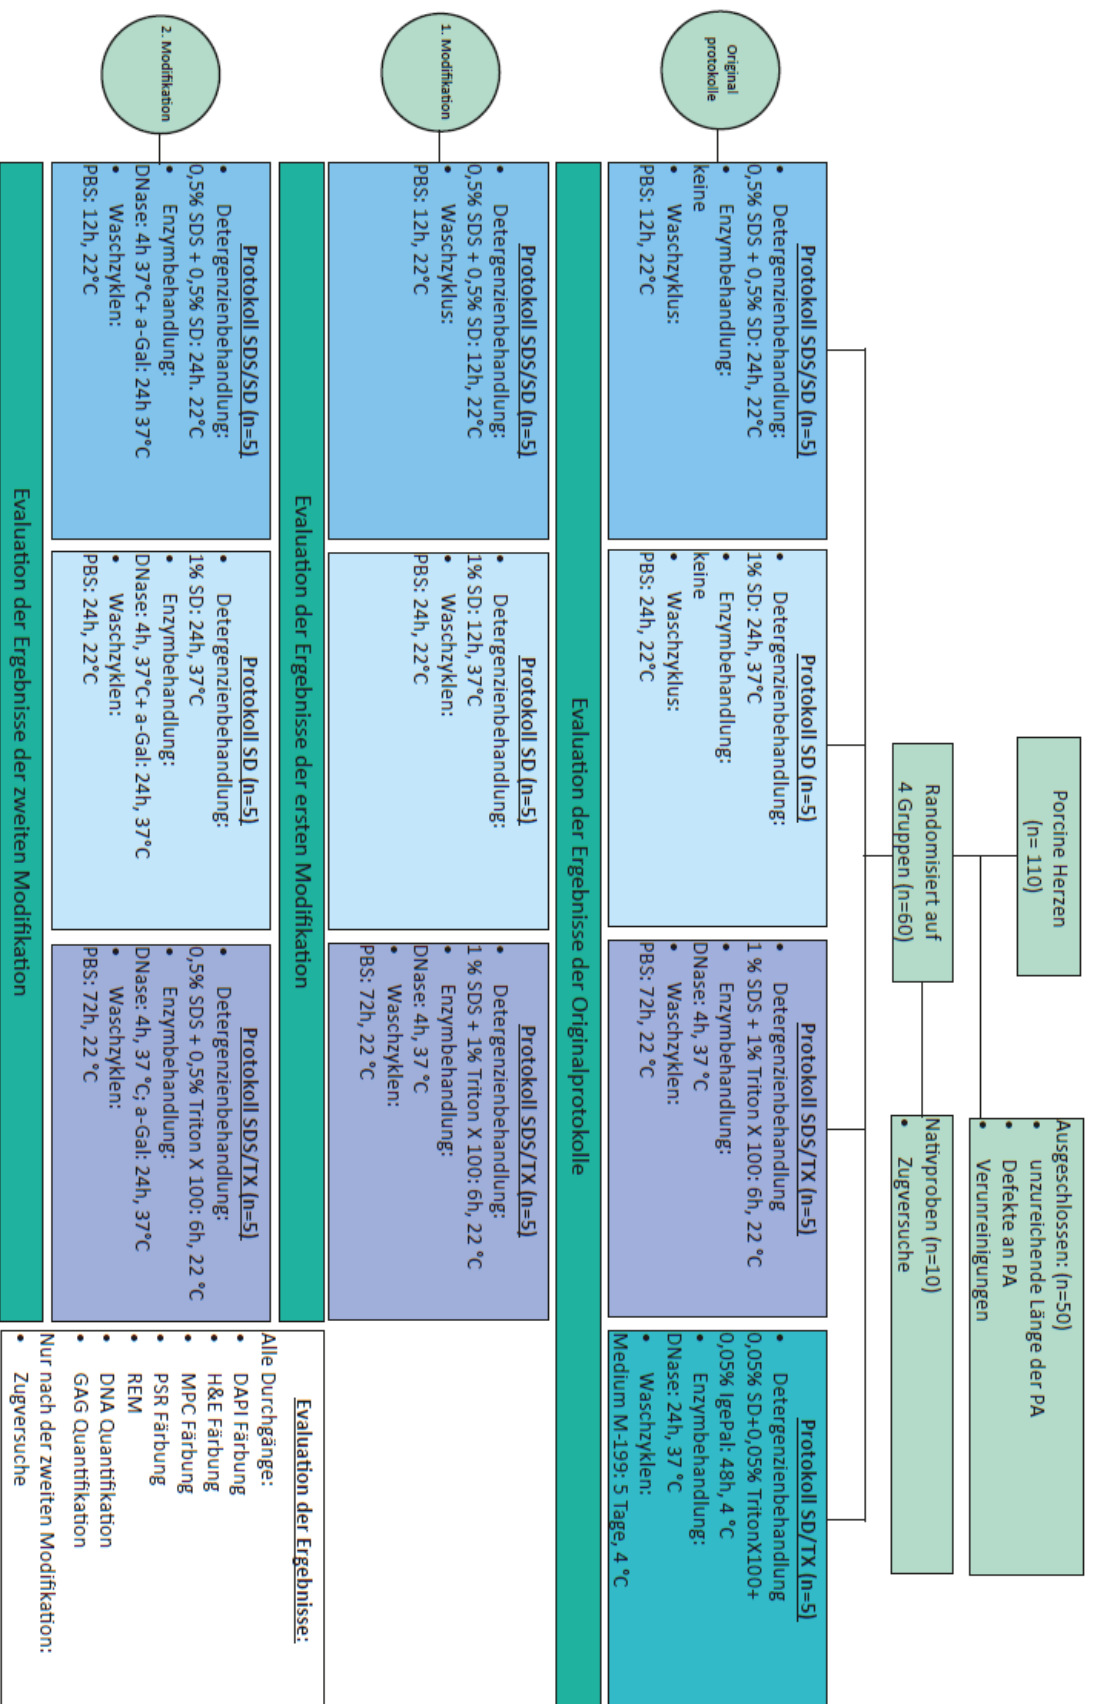 Porcine Herzen
(n= 110)
Ausgeschlossen: (n=50)
• unzureichende Länge der PA
• Defekte an PA
• Verunreinigungen
Randomisiert auf
4 Gruppen (n=60)
Nativproben (n=10)
• Zugversuche
Original
protokolle
Protokoll SDS/SD (n=5)
• Detergenzienbehandlung:
0,5% SDS + 0,5% SD: 24h, 22°C
• Enzymbehandlung:
keine
• Waschzyklus:
PBS: 12h, 22°C
Protokoll SD (n=5)
• Detergenzienbehandlung:
1% SD: 24h, 37°C
• Enzymbehandlung:
keine
• Waschzyklus:
PBS: 24h, 22°C
Protokoll SDS/TX (n=5)
• Detergenzienbehandlung
1 % SDS + 1% Triton X 100: 6h, 22 °C
• Enzymbehandlung:
DNase: 4h, 37 °C
• Waschzyklen:
PBS: 72h, 22 °C
Protokoll SD/TX (n=5)
• Detergenzienbehandlung
0,05% SD+0,05% TritonX100+
0,05% IgePal: 48h, 4 °C
• Enzymbehandlung:
DNase: 24h, 37 °C
• Waschzyklen:
Medium M-199: 5 Tage, 4 °C
Evaluation der Ergebnisse der Originalprotokolle
1. Modifikation
Protokoll SDS/SD (n=5)
• Detergenzienbehandlung:
0,5% SDS + 0,5% SD: 12h, 22°C
• Waschzyklus:
PBS: 12h, 22°C
Protokoll SD (n=5)
• Detergenzienbehandlung:
1% SD: 12h, 37°C
• Waschzyklen:
PBS: 24h, 22°C
Protokoll SDS/TX (n=5)
• Detergenzienbehandlung:
1 % SDS + 1% Triton X 100: 6h, 22 °C
• Enzymbehandlung:
DNase: 4h, 37 °C
• Waschzyklen:
PBS: 72h, 22 °C
Evaluation der Ergebnisse der ersten Modifikation
2. Modifikation
Protokoll SDS/SD (n=5)
• Detergenzienbehandlung:
0,5% SDS + 0,5% SD: 24h. 22°C
• Enzymbehandlung:
DNase: 4h 37°C+ a-Gal: 24h 37°C
• Waschzyklen:
PBS: 12h, 22°C
Protokoll SD (n=5)
• Detergenzienbehandlung:
1% SD: 24h, 37°C
• Enzymbehandlung:
DNase: 4h, 37°C+ a-Gal: 24h, 37°C
• Waschzyklen:
PBS: 24h, 22°C
Protokoll SDS/TX (n=5)
• Detergenzienbehandlung:
0,5% SDS + 0,5% Triton X 100: 6h, 22 °C
• Enzymbehandlung:
DNase: 4h, 37 °C; a-Gal: 24h, 37°C
• Waschzyklen:
PBS: 72h, 22 °C
Evaluation der Ergebnisse der zweiten Modifikation
Evaluation der Ergebnisse:
Alle Durchgänge:
• DAPI Färbung
• H&E Färbung
• MPC Färbung
• PSR Färbung
• REM
• DNA Quantifikation
• GAG Quantifikation
Nur nach der zweiten Modifikation:
• Zugversuche